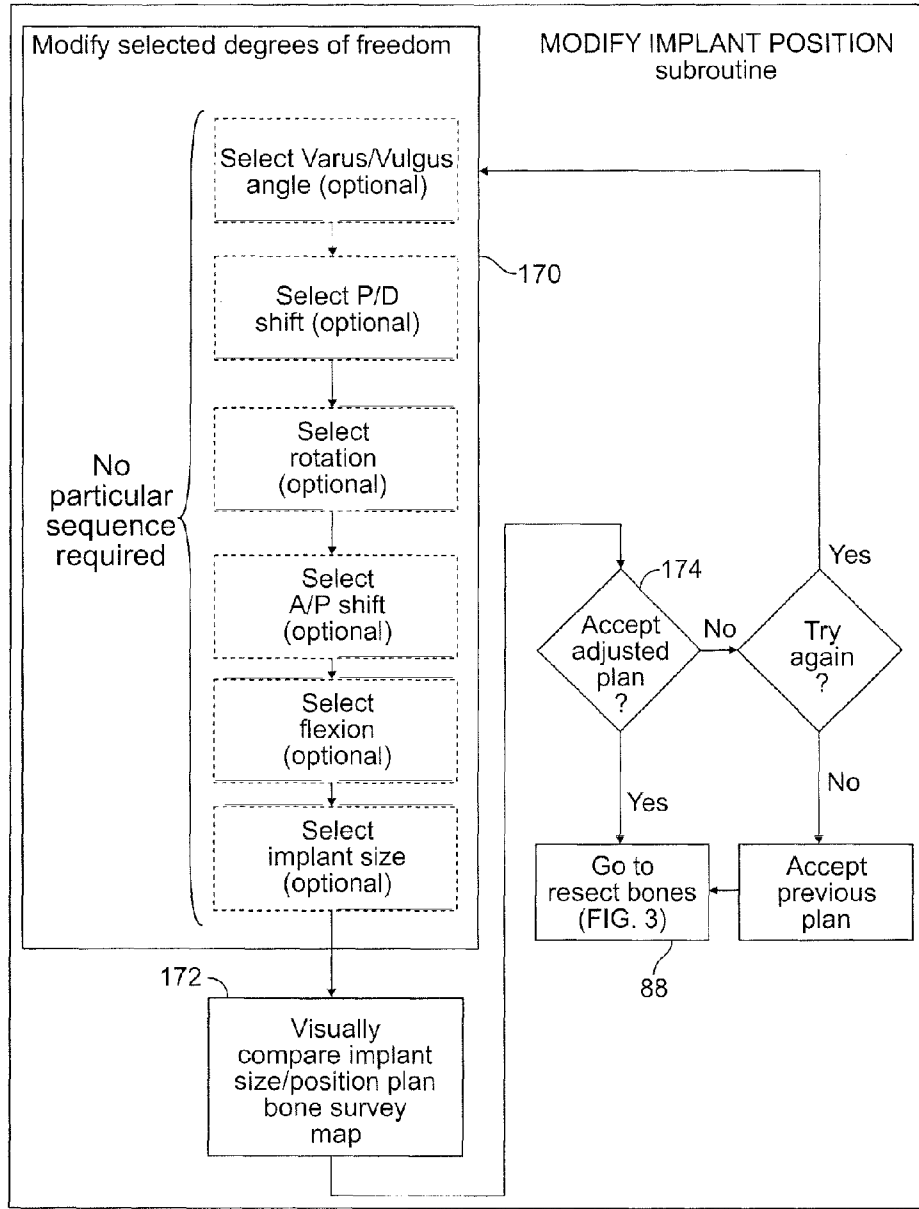 Modify selected degrees of freedom
MODIFY IMPLANT POSITION
subroutine
Select Varus/Vulgus
angle (optional)
Select P/D
shift (optional)
170
Select
rotation
(optional)
No
particular
sequence
required
Select
A/P shift
(optional)
Select
flexion
(optional)
Select
implant size
(optional)
172
Visually
compare implant
size/position plan
bone survey
map
174
Accept
adjusted
plan
?
No
Yes
Try
again
?
Yes
No
Go to
resect bones
(FIG. 3)
88
Accept
previous
plan